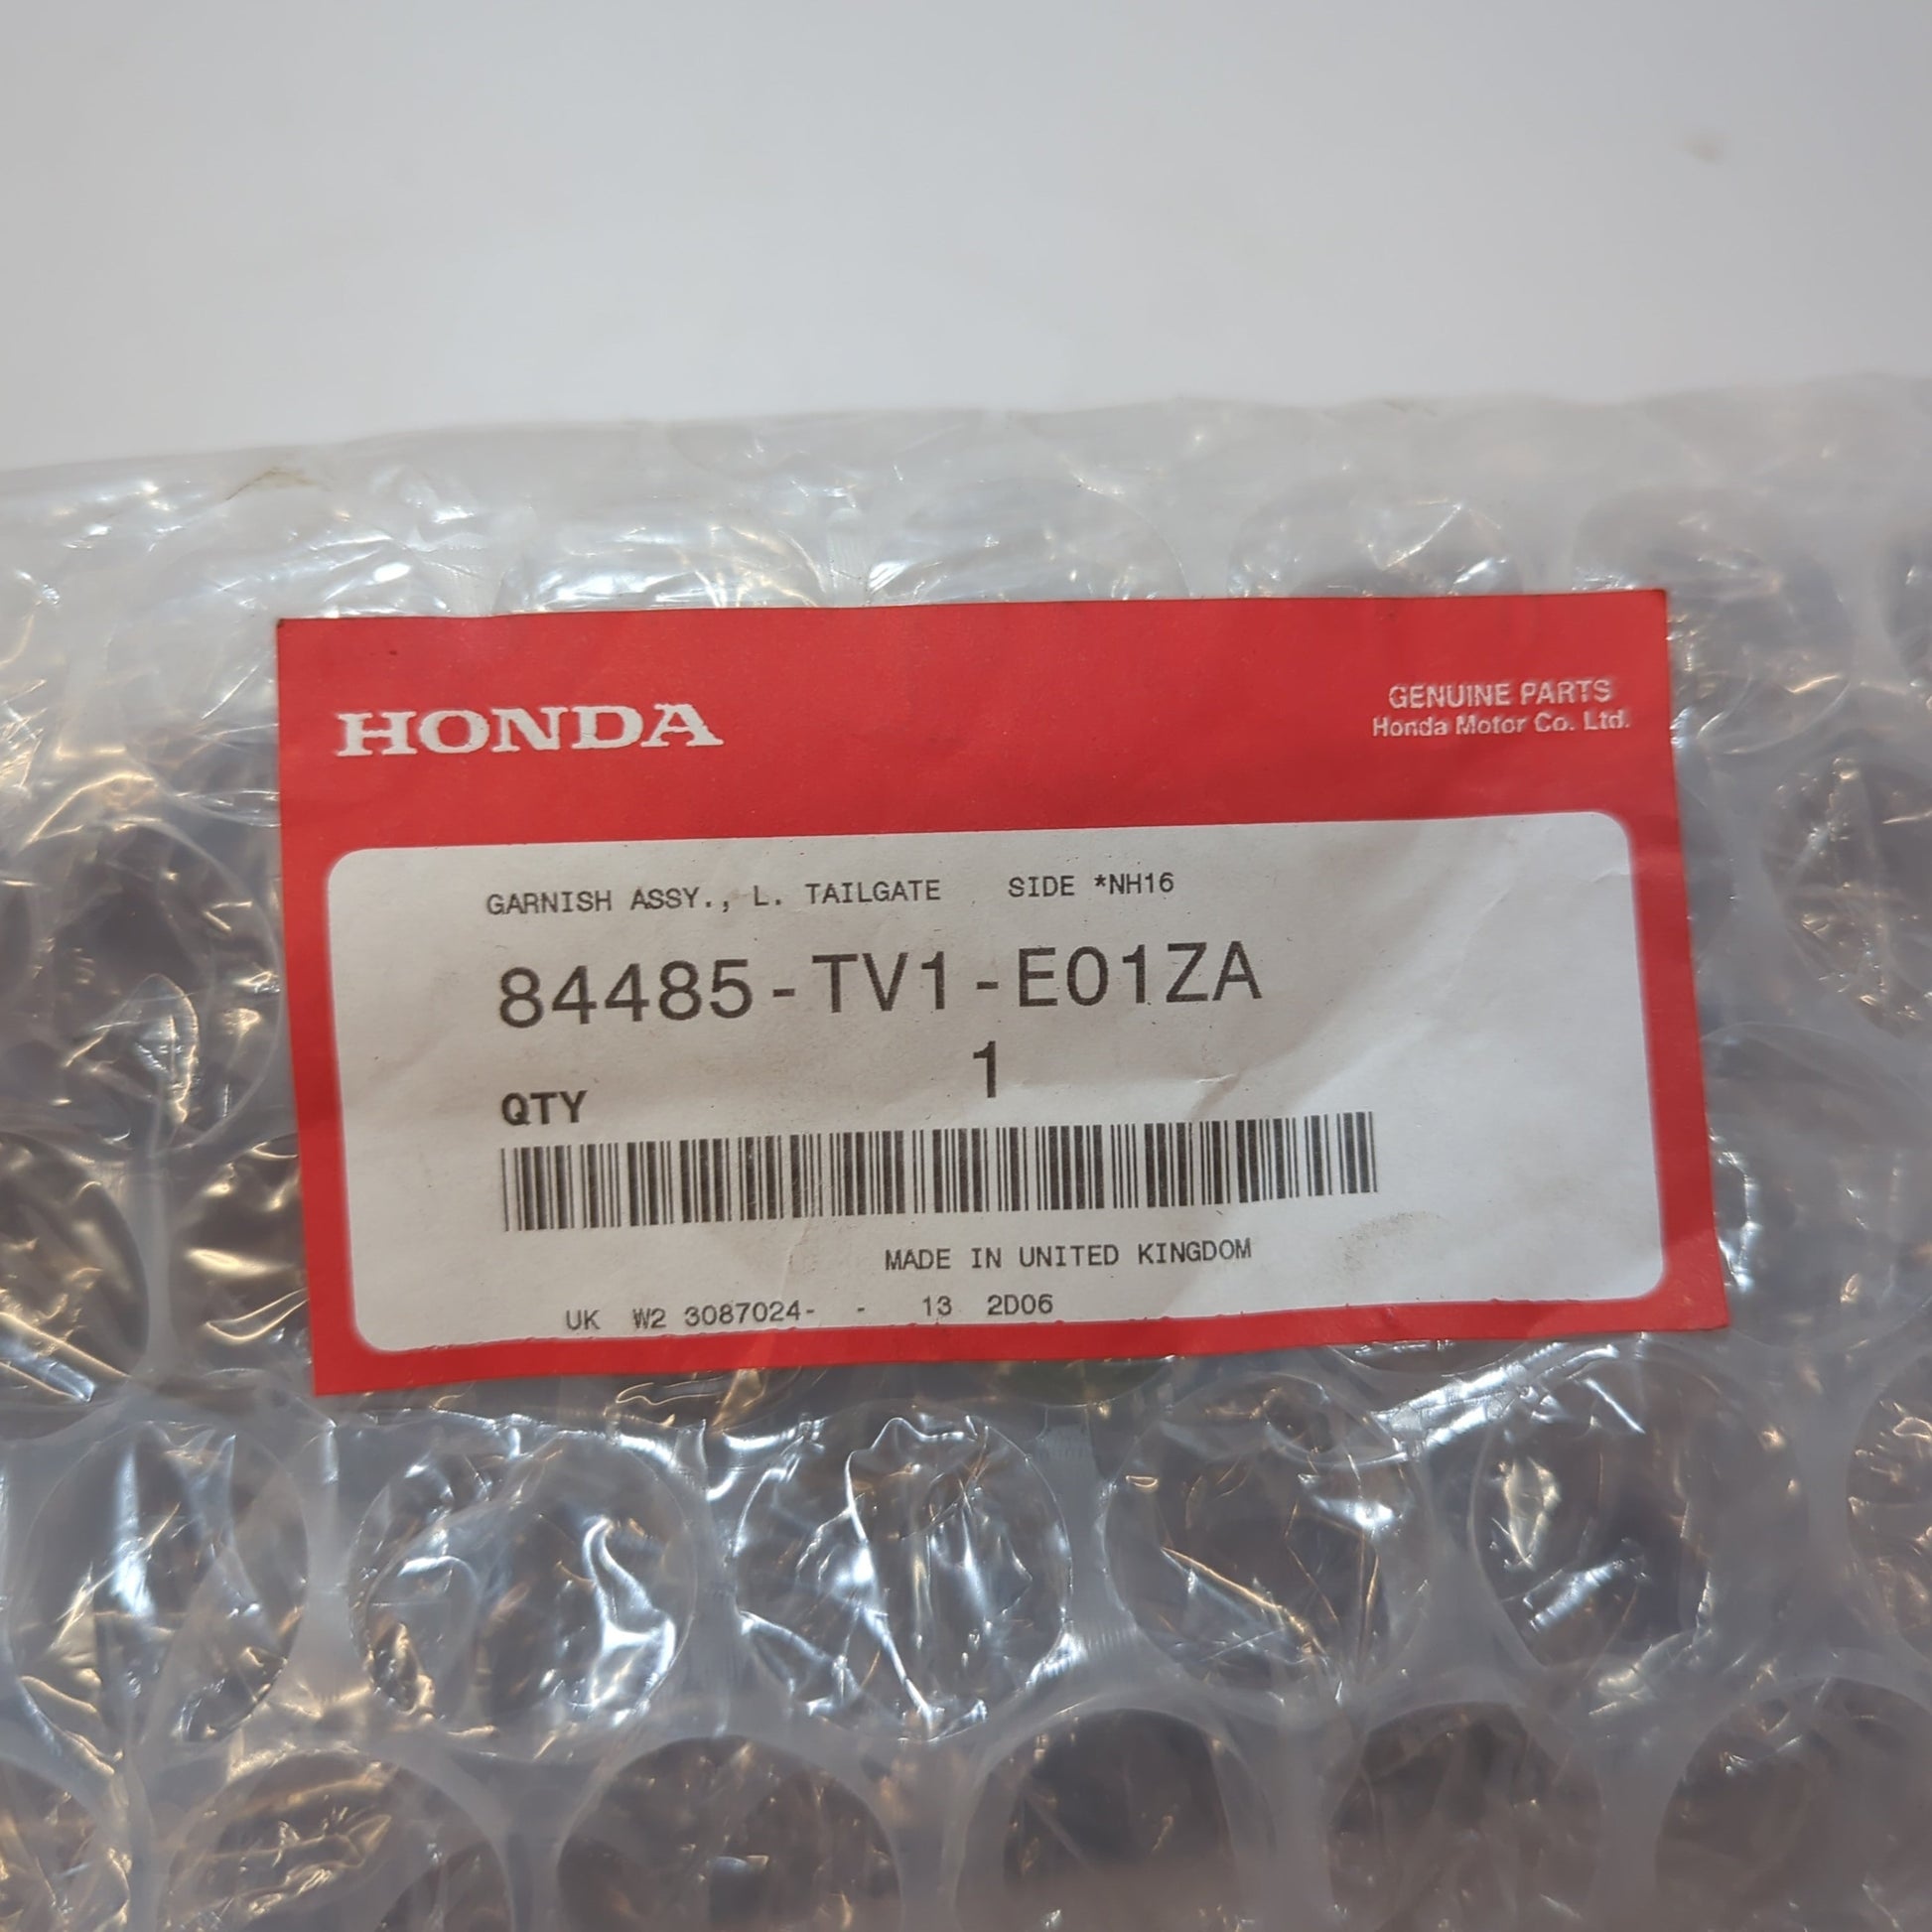 HONDA
GENUINE PARTS
Honda Motor Co. Ltd.
GARNISH ASSY., L. TAILGATE SIDE *NH16
84485-TV1-E01ZA
1
QTY
MADE IN UNITED KINGDOM
UK W2 3087024- - 13 2D06